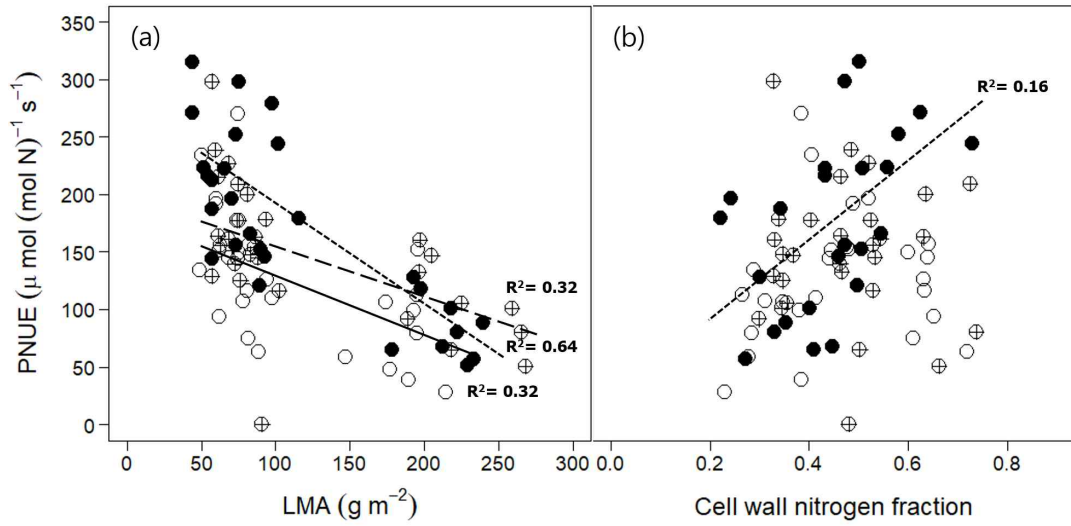 (a)
(b)
PNUE (μ mol (mol N)⁻¹ s⁻¹)
350
300
250
200
150
100
50
0
R²= 0.32
R²= 0.64
R²= 0.32
R²= 0.16
0 50 100 150 200 250 300
0.0 0.2 0.4 0.6 0.8
LMA (g m⁻²)
Cell wall nitrogen fraction